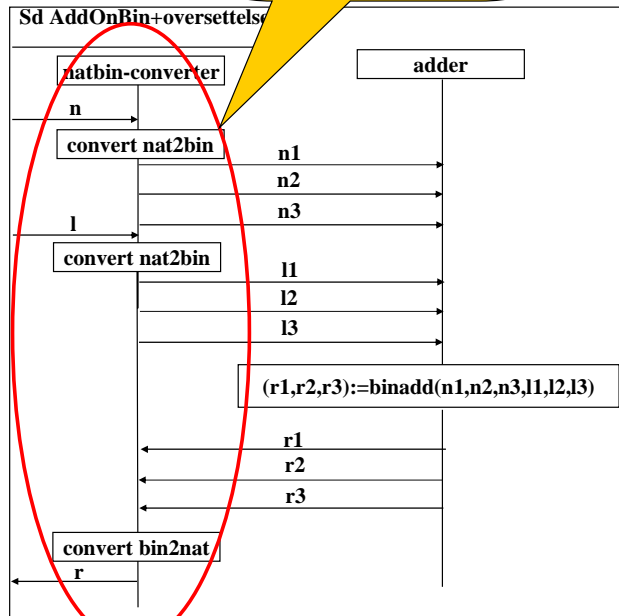 Sd AddOnBin+oversettelse
natbin-converter
adder
n
convert nat2bin
n1
n2
n3
l
convert nat2bin
l1
l2
l3
(r1,r2,r3):=binadd(n1,n2,n3,l1,l2,l3)
r1
r2
r3
convert bin2nat
r